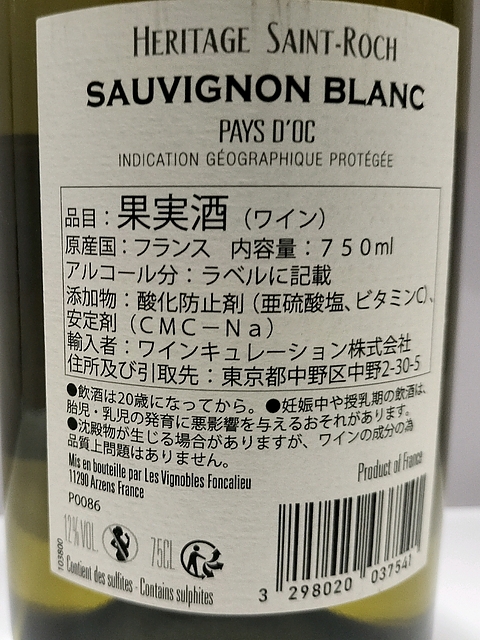 HERITAGE SAINT-ROCH
SAUVIGNON BLANC
PAYS D'OC
INDICATION GÉOGRAPHIQUE PROTÉGÉE
品目：果実酒（ワイン）
原産国：フランス　内容量：７５０ml
アルコール分：ラベルに記載
添加物：酸化防止剤（亜硫酸塩、ビタミンC）、
安定剤（ＣＭＣ－Ｎａ）
輸入者：ワインキュレーション株式会社
住所及び引取先：東京都中野区中野2-30-5
●飲酒は20歳になってから。●妊娠中や授乳期の飲酒は、
胎児・乳児の発育に悪影響を与えるおそれがあります。
●沈殿物が生じる場合がありますが、ワインの成分の為
品質上問題はありません。
Mis en bouteille par Les Vignobles Foncalieu
11290 Arzens France
Product of France
P0086
12% VOL.
75CL
103800
Contient des sulfites - Contains sulphites
3 298020 037541